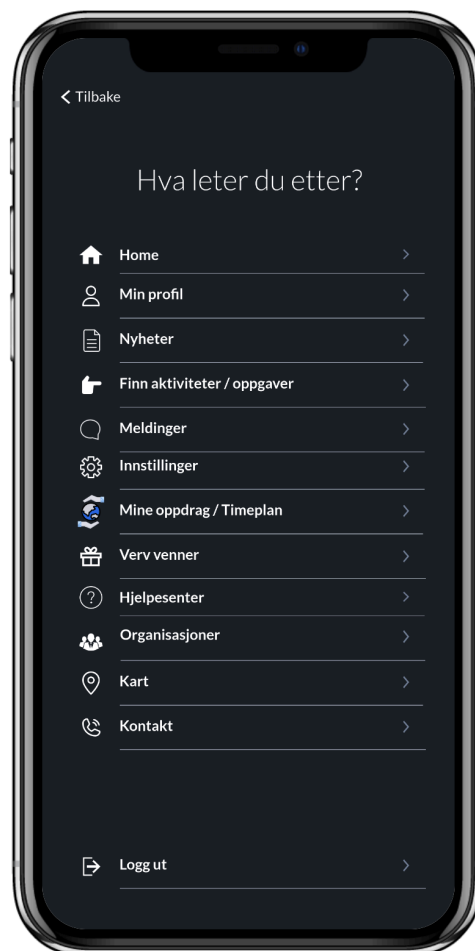 Tilbake
Hva leter du etter?
Home
Min profil
Nyheter
Finn aktiviteter / oppgaver
Meldinger
Innstillinger
Mine oppdrag / Timeplan
Verv venner
Hjelpesenter
Organisasjoner
Kart
Kontakt
Logg ut